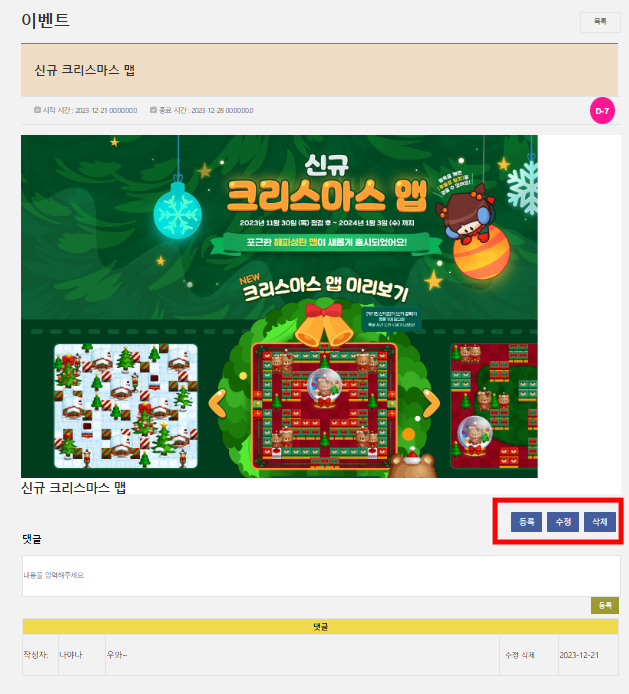 이벤트
목록
신규 크리스마스 맵
시작 시간 : 2023-12-21 00:00:00.0 종료 시간 : 2023-12-28 00:00:00.0
D-7
신규
크리스마스 맵
2023년 11월 30일 (목) 점검 후 ~ 2024년 1월 3일 (수) 까지
포근한 해피성탄 맵이 새롭게 출시되었어요!
NEW
크리스마스 맵 미리보기
신규 크리스마스 맵
등록 수정 삭제
댓글
내용을 입력해주세요.
등록
댓글
작성자: 나야나 우와~ 수정 삭제 2023-12-21